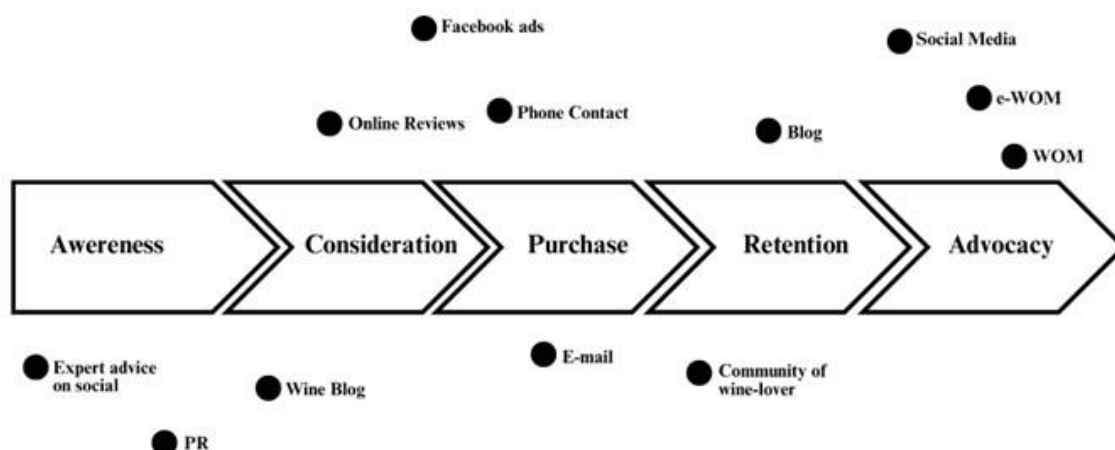 Facebook ads
Social Media
e-WOM
Online Reviews
Phone Contact
Blog
WOM
Awereness
Consideration
Purchase
Retention
Advocacy
Expert advice
on social
Wine Blog
E-mail
Community of
wine-lover
PR